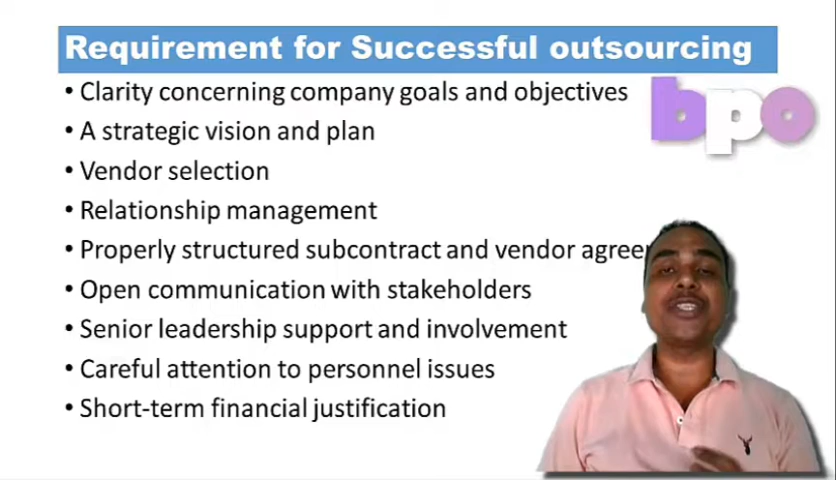 Requirement for Successful outsourcing
• Clarity concerning company goals and objectives
bpo
• A strategic vision and plan
• Vendor selection
• Relationship management
• Properly structured subcontract and vendor
• Open communication with stakeholders
• Senior leadership support and involvement
• Careful attention to personnel issues
• Short-term financial justification